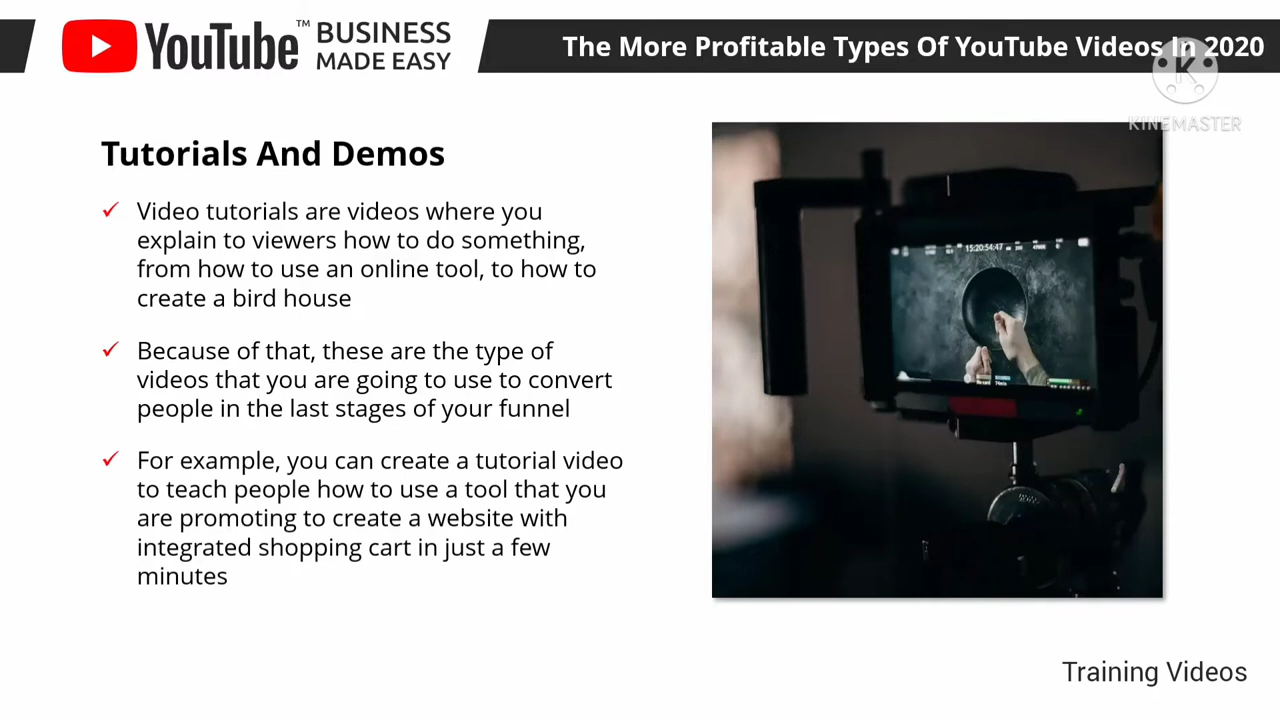 YouTube™ BUSINESS
MADE EASY
The More Profitable Types Of YouTube Videos In 2020
K
KINEMASTER
Tutorials And Demos
✓ Video tutorials are videos where you
explain to viewers how to do something,
from how to use an online tool, to how to
create a bird house
✓ Because of that, these are the type of
videos that you are going to use to convert
people in the last stages of your funnel
✓ For example, you can create a tutorial video
to teach people how to use a tool that you
are promoting to create a website with
integrated shopping cart in just a few
minutes
15:20:54:47
Training Videos